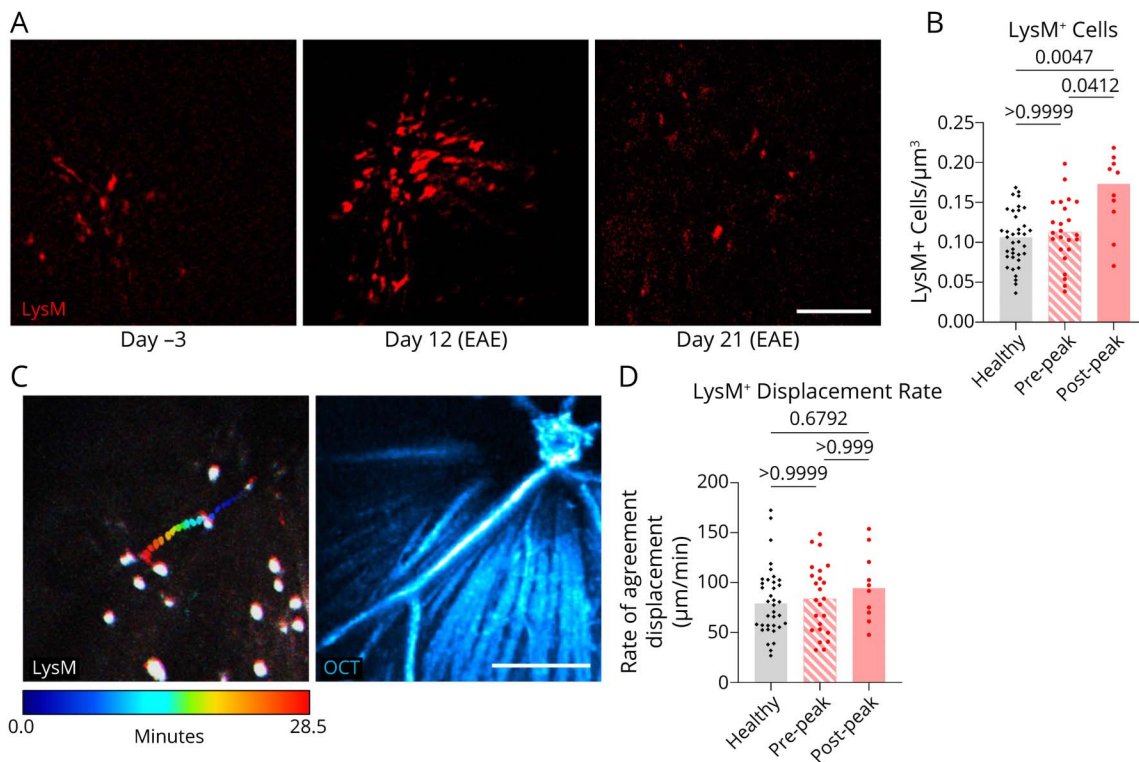 A
LysM
Day –3
Day 12 (EAE)
Day 21 (EAE)
B
LysM⁺ Cells
0.0047
0.0412
>0.9999
0.25
0.20
0.15
0.10
0.05
0.00
LysM+ Cells/μm³
Healthy
Pre-peak
Post-peak
C
LysM
OCT
0.0
28.5
Minutes
D
LysM⁺ Displacement Rate
0.6792
>0.999
>0.9999
200
150
100
50
0
Rate of agreement
displacement
(μm/min)
Healthy
Pre-peak
Post-peak